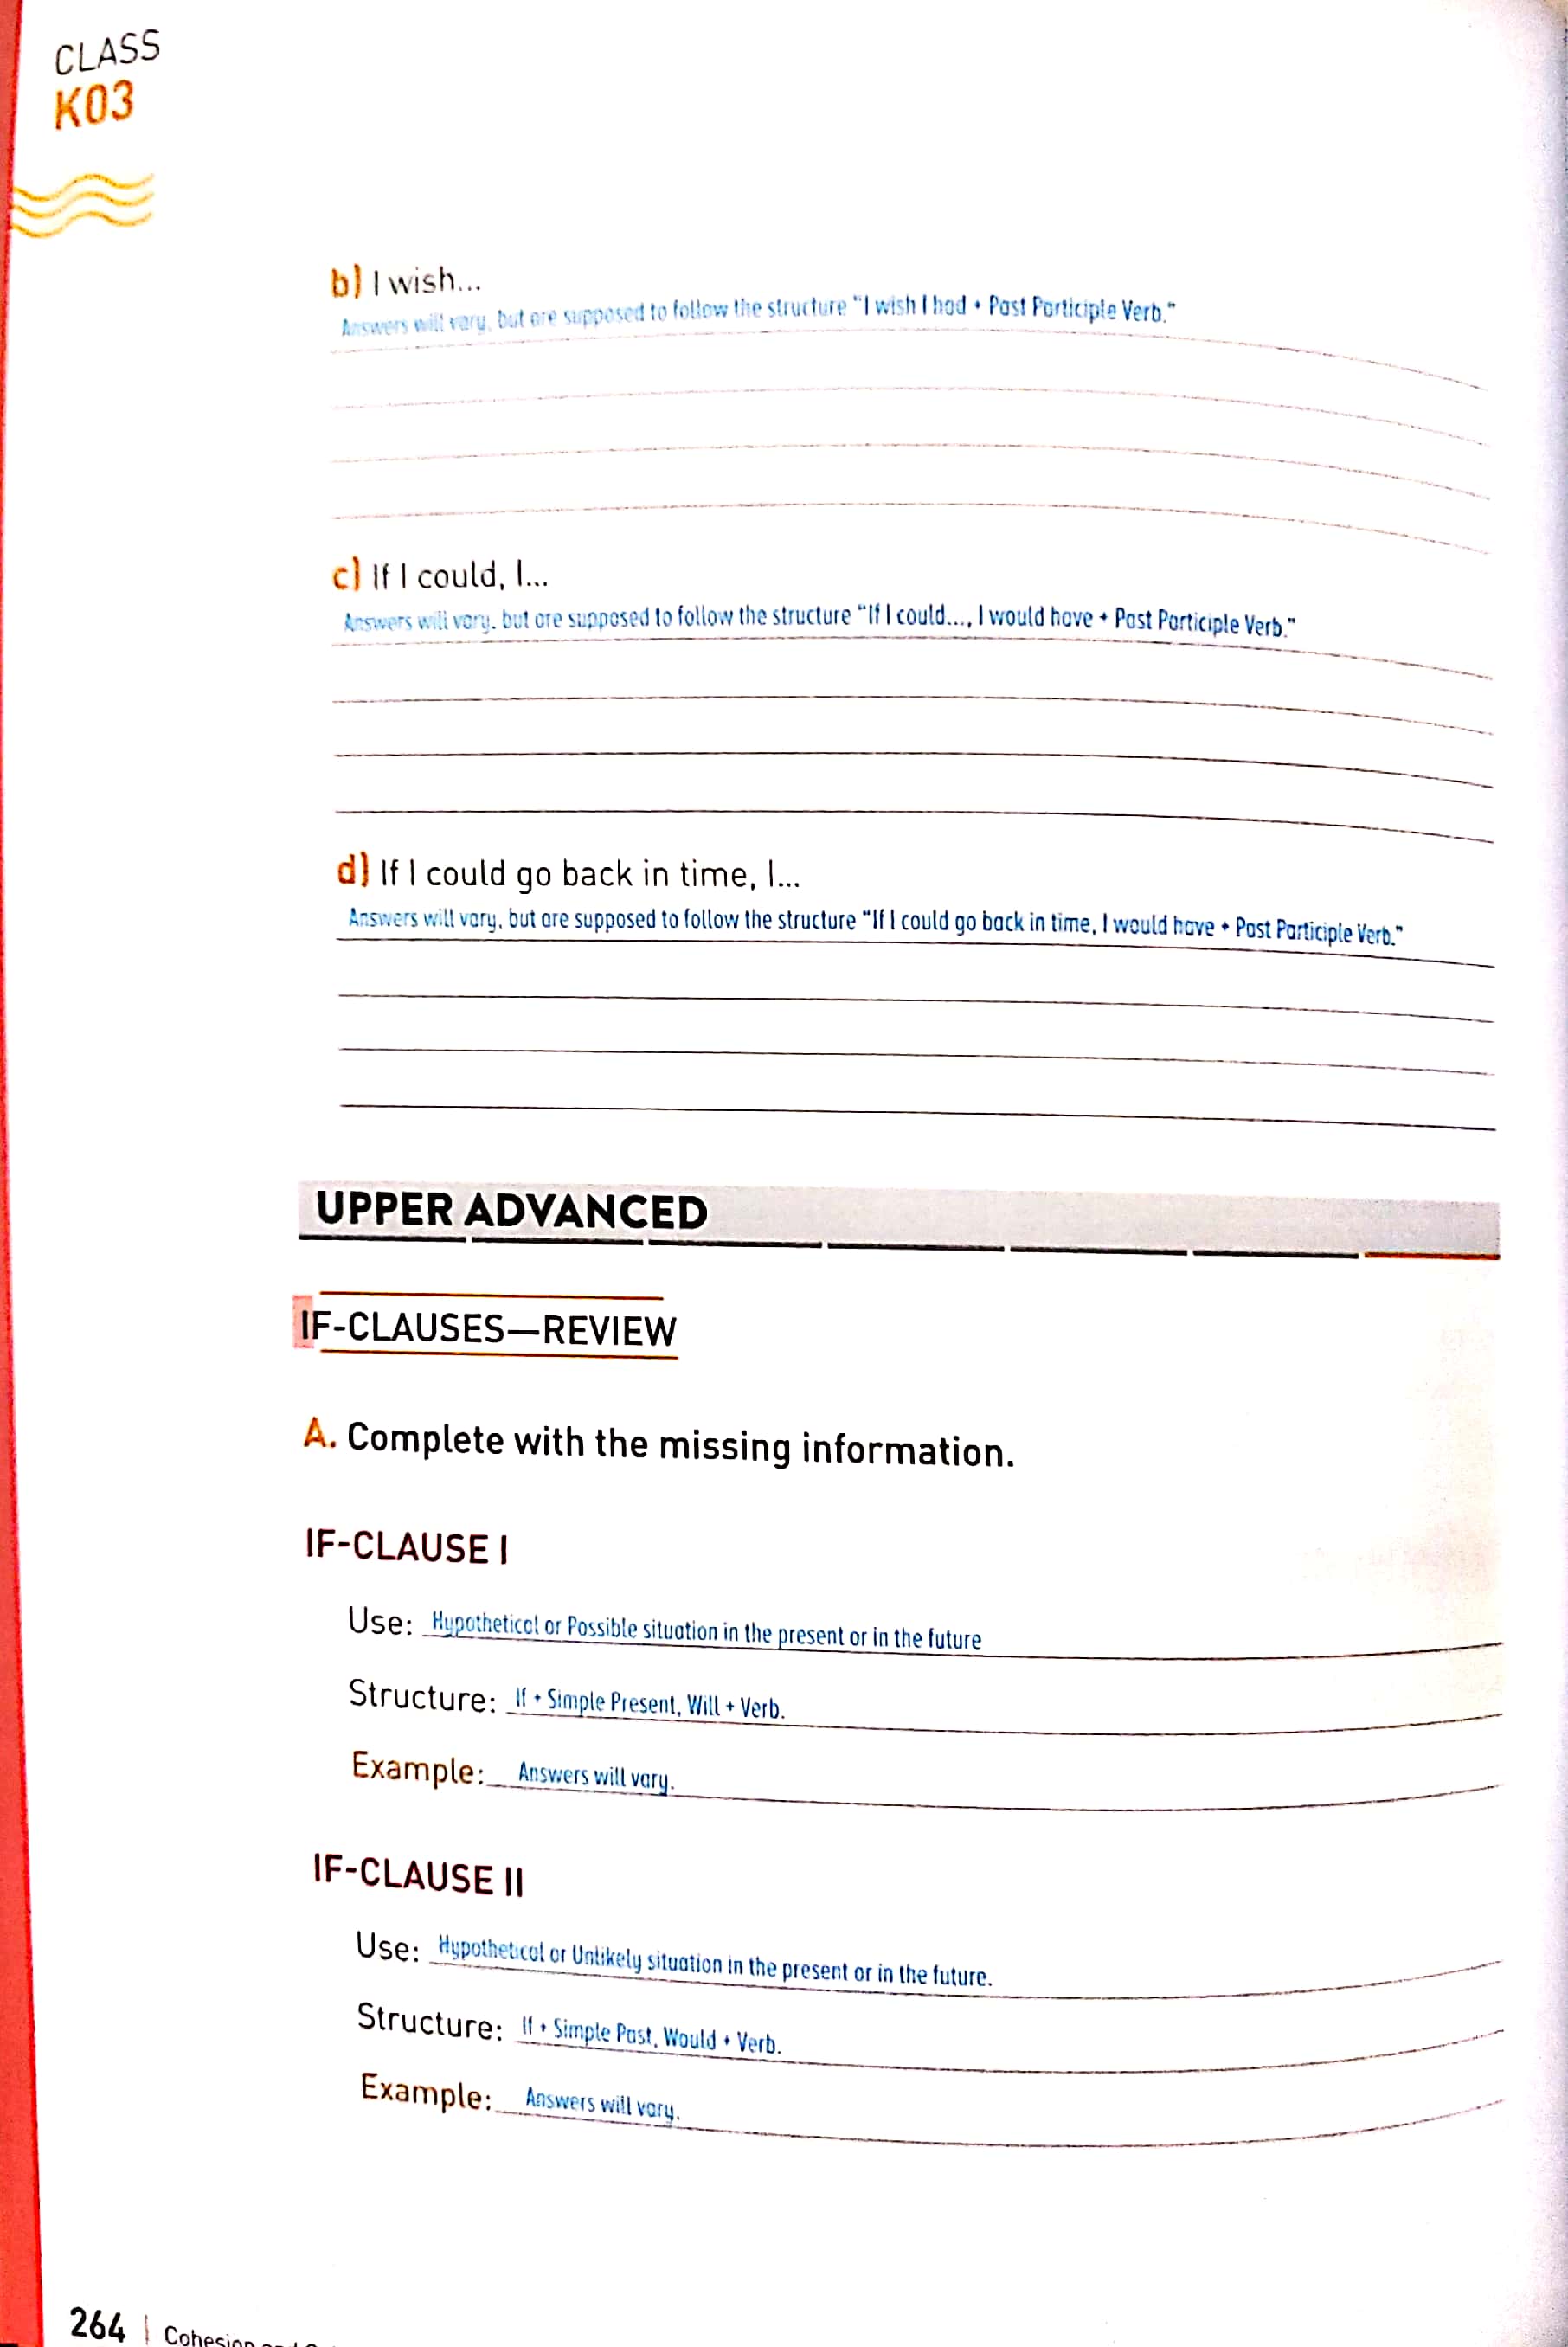 CLASS
K03
b) I wish...
Answers will vary, but are supposed to follow the structure "I wish I had + Past Participle Verb."
c) If I could, I...
Answers will vary, but are supposed to follow the structure "If I could..., I would have + Past Participle Verb."
d) If I could go back in time, I...
Answers will vary, but are supposed to follow the structure "If I could go back in time, I would have + Past Participle Verb."
UPPER ADVANCED
IF-CLAUSES—REVIEW
A. Complete with the missing information.
IF-CLAUSE I
Use: Hypothetical or Possible situation in the present or in the future
Structure: If + Simple Present, Will + Verb.
Example: Answers will vary.
IF-CLAUSE II
Use: Hypothetical or Unlikely situation in the present or in the future.
Structure: If + Simple Past, Would + Verb.
Example: Answers will vary.
264 | Cohesion and